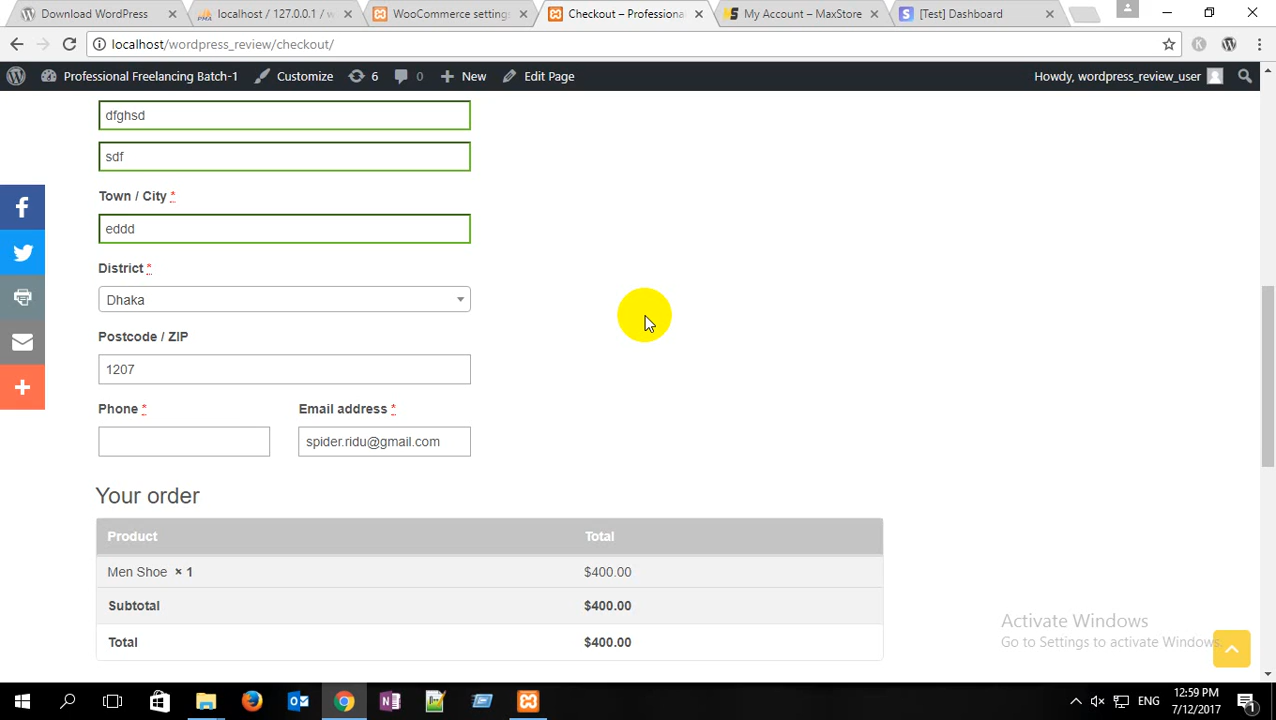 Download WordPress
localhost / 127.0.0.1 / w
WooCommerce settings
Checkout – Professiona
My Account – MaxStore
[Test] Dashboard
localhost/wordpress_review/checkout/
Professional Freelancing Batch-1
Customize
6
0
New
Edit Page
Howdy, wordpress_review_user
dfghsd
sdf
Town / City *
eddd
District *
Dhaka
Postcode / ZIP
1207
Phone *
Email address *
spider.ridu@gmail.com
Your order
Product Total
Men Shoe × 1 $400.00
Subtotal $400.00
Total $400.00
Activate Windows
Go to Settings to activate Windows.
ENG
12:59 PM
7/12/2017
1